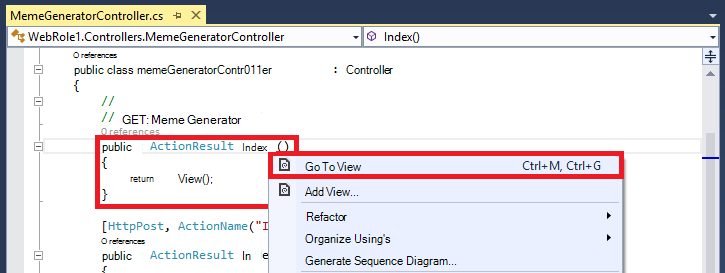 MemeGeneratorController.cs
WebRole1.Controllers.MemeGeneratorController Index()
0 references
public class memeGeneratorContr011er : Controller
{
//
// GET: Meme Generator
0 references
public ActionResult Index ()
{
Go To View Ctrl+M, Ctrl+G
return View();
}
Add View...
[HttpPost, ActionName("I
Refactor
0 references
Organize Using's
public ActionResult In e
Generate Sequence Diagram...
{